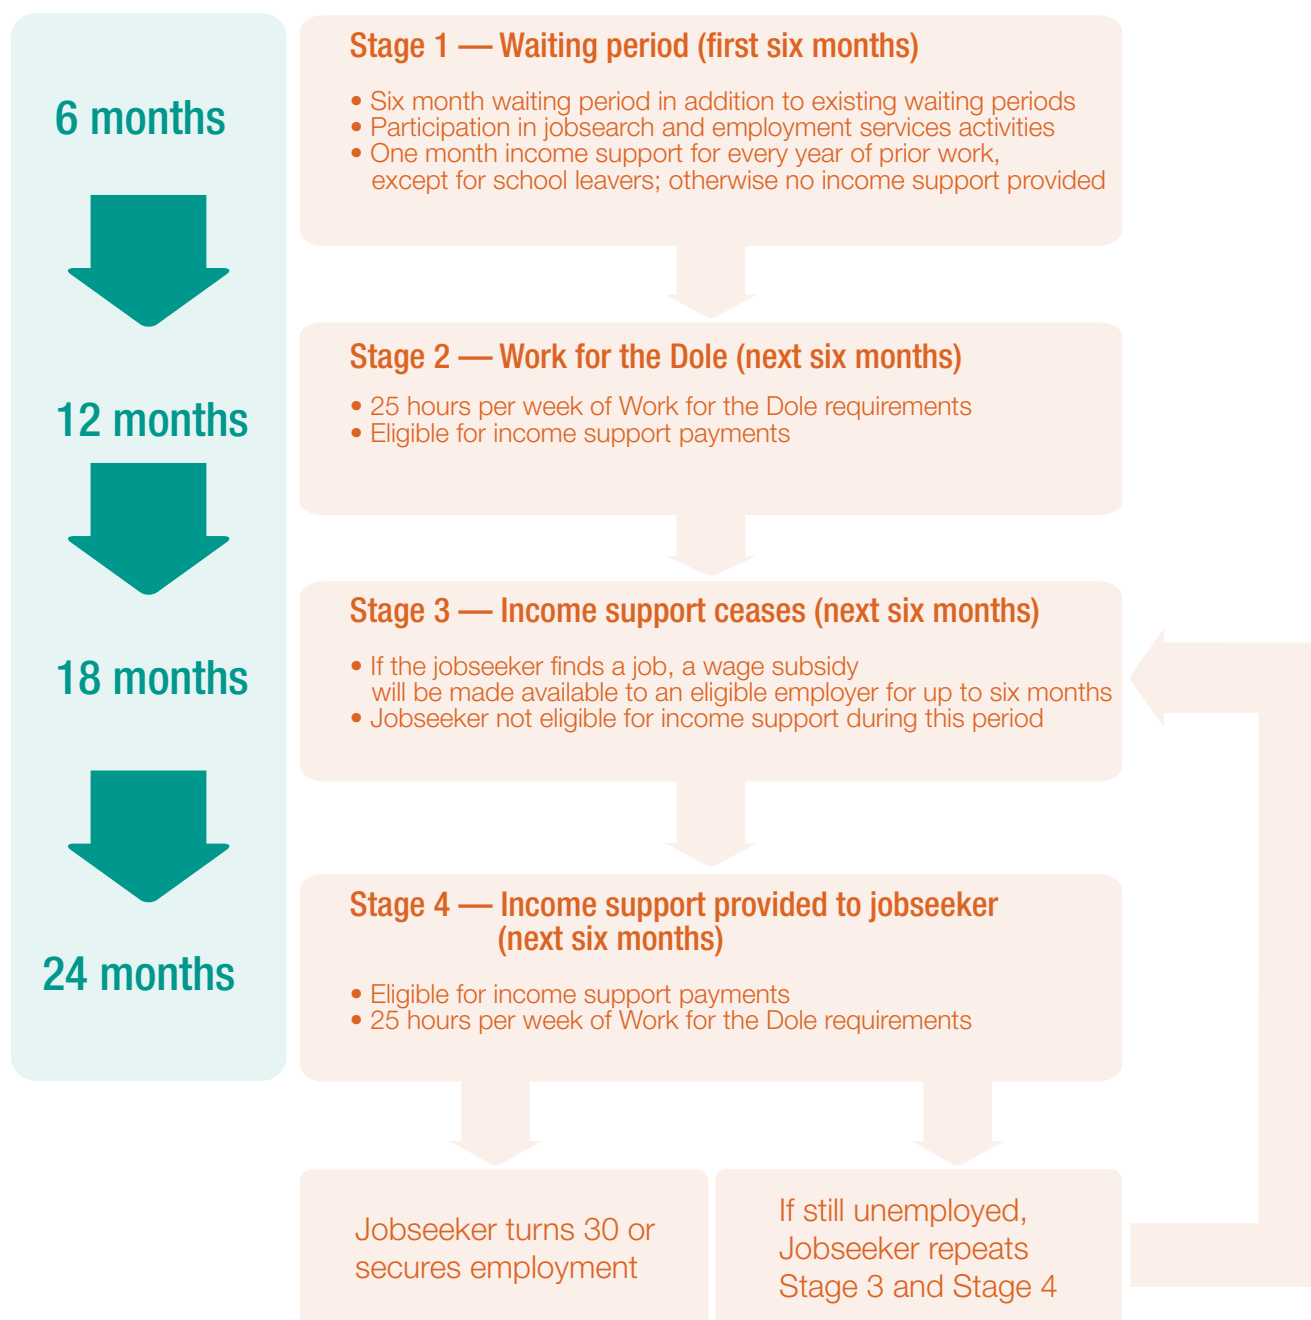 6 months
Stage 1 — Waiting period (first six months)
• Six month waiting period in addition to existing waiting periods
• Participation in jobsearch and employment services activities
• One month income support for every year of prior work,
except for school leavers; otherwise no income support provided
12 months
Stage 2 — Work for the Dole (next six months)
• 25 hours per week of Work for the Dole requirements
• Eligible for income support payments
18 months
Stage 3 — Income support ceases (next six months)
• If the jobseeker finds a job, a wage subsidy
will be made available to an eligible employer for up to six months
• Jobseeker not eligible for income support during this period
24 months
Stage 4 — Income support provided to jobseeker
(next six months)
• Eligible for income support payments
• 25 hours per week of Work for the Dole requirements
Jobseeker turns 30 or
secures employment
If still unemployed,
Jobseeker repeats
Stage 3 and Stage 4